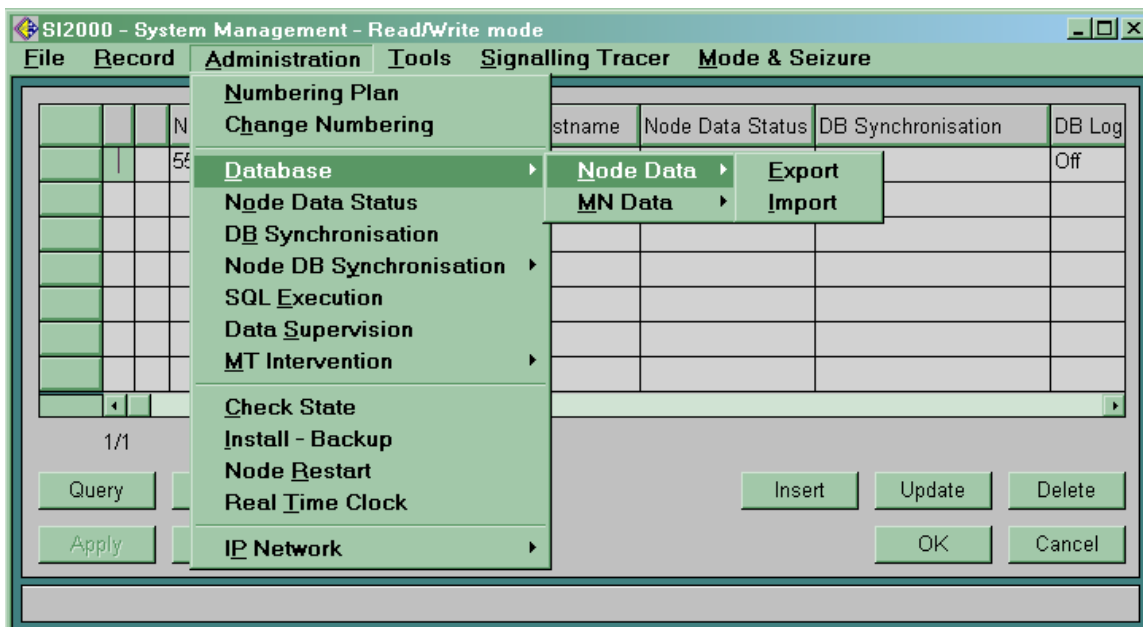 SI2000 - System Management - Read/Write mode
File Record Administration Tools Signalling Tracer Mode & Seizure
Numbering Plan
Change Numbering
stname Node Data Status DB Synchronisation DB Log
Database Node Data Export Off
Node Data Status MN Data Import
DB Synchronisation
Node DB Synchronisation
SQL Execution
Data Supervision
MT Intervention
Check State
1/1
Install - Backup
Node Restart
Query Insert Update Delete
Real Time Clock
Apply OK Cancel
IP Network